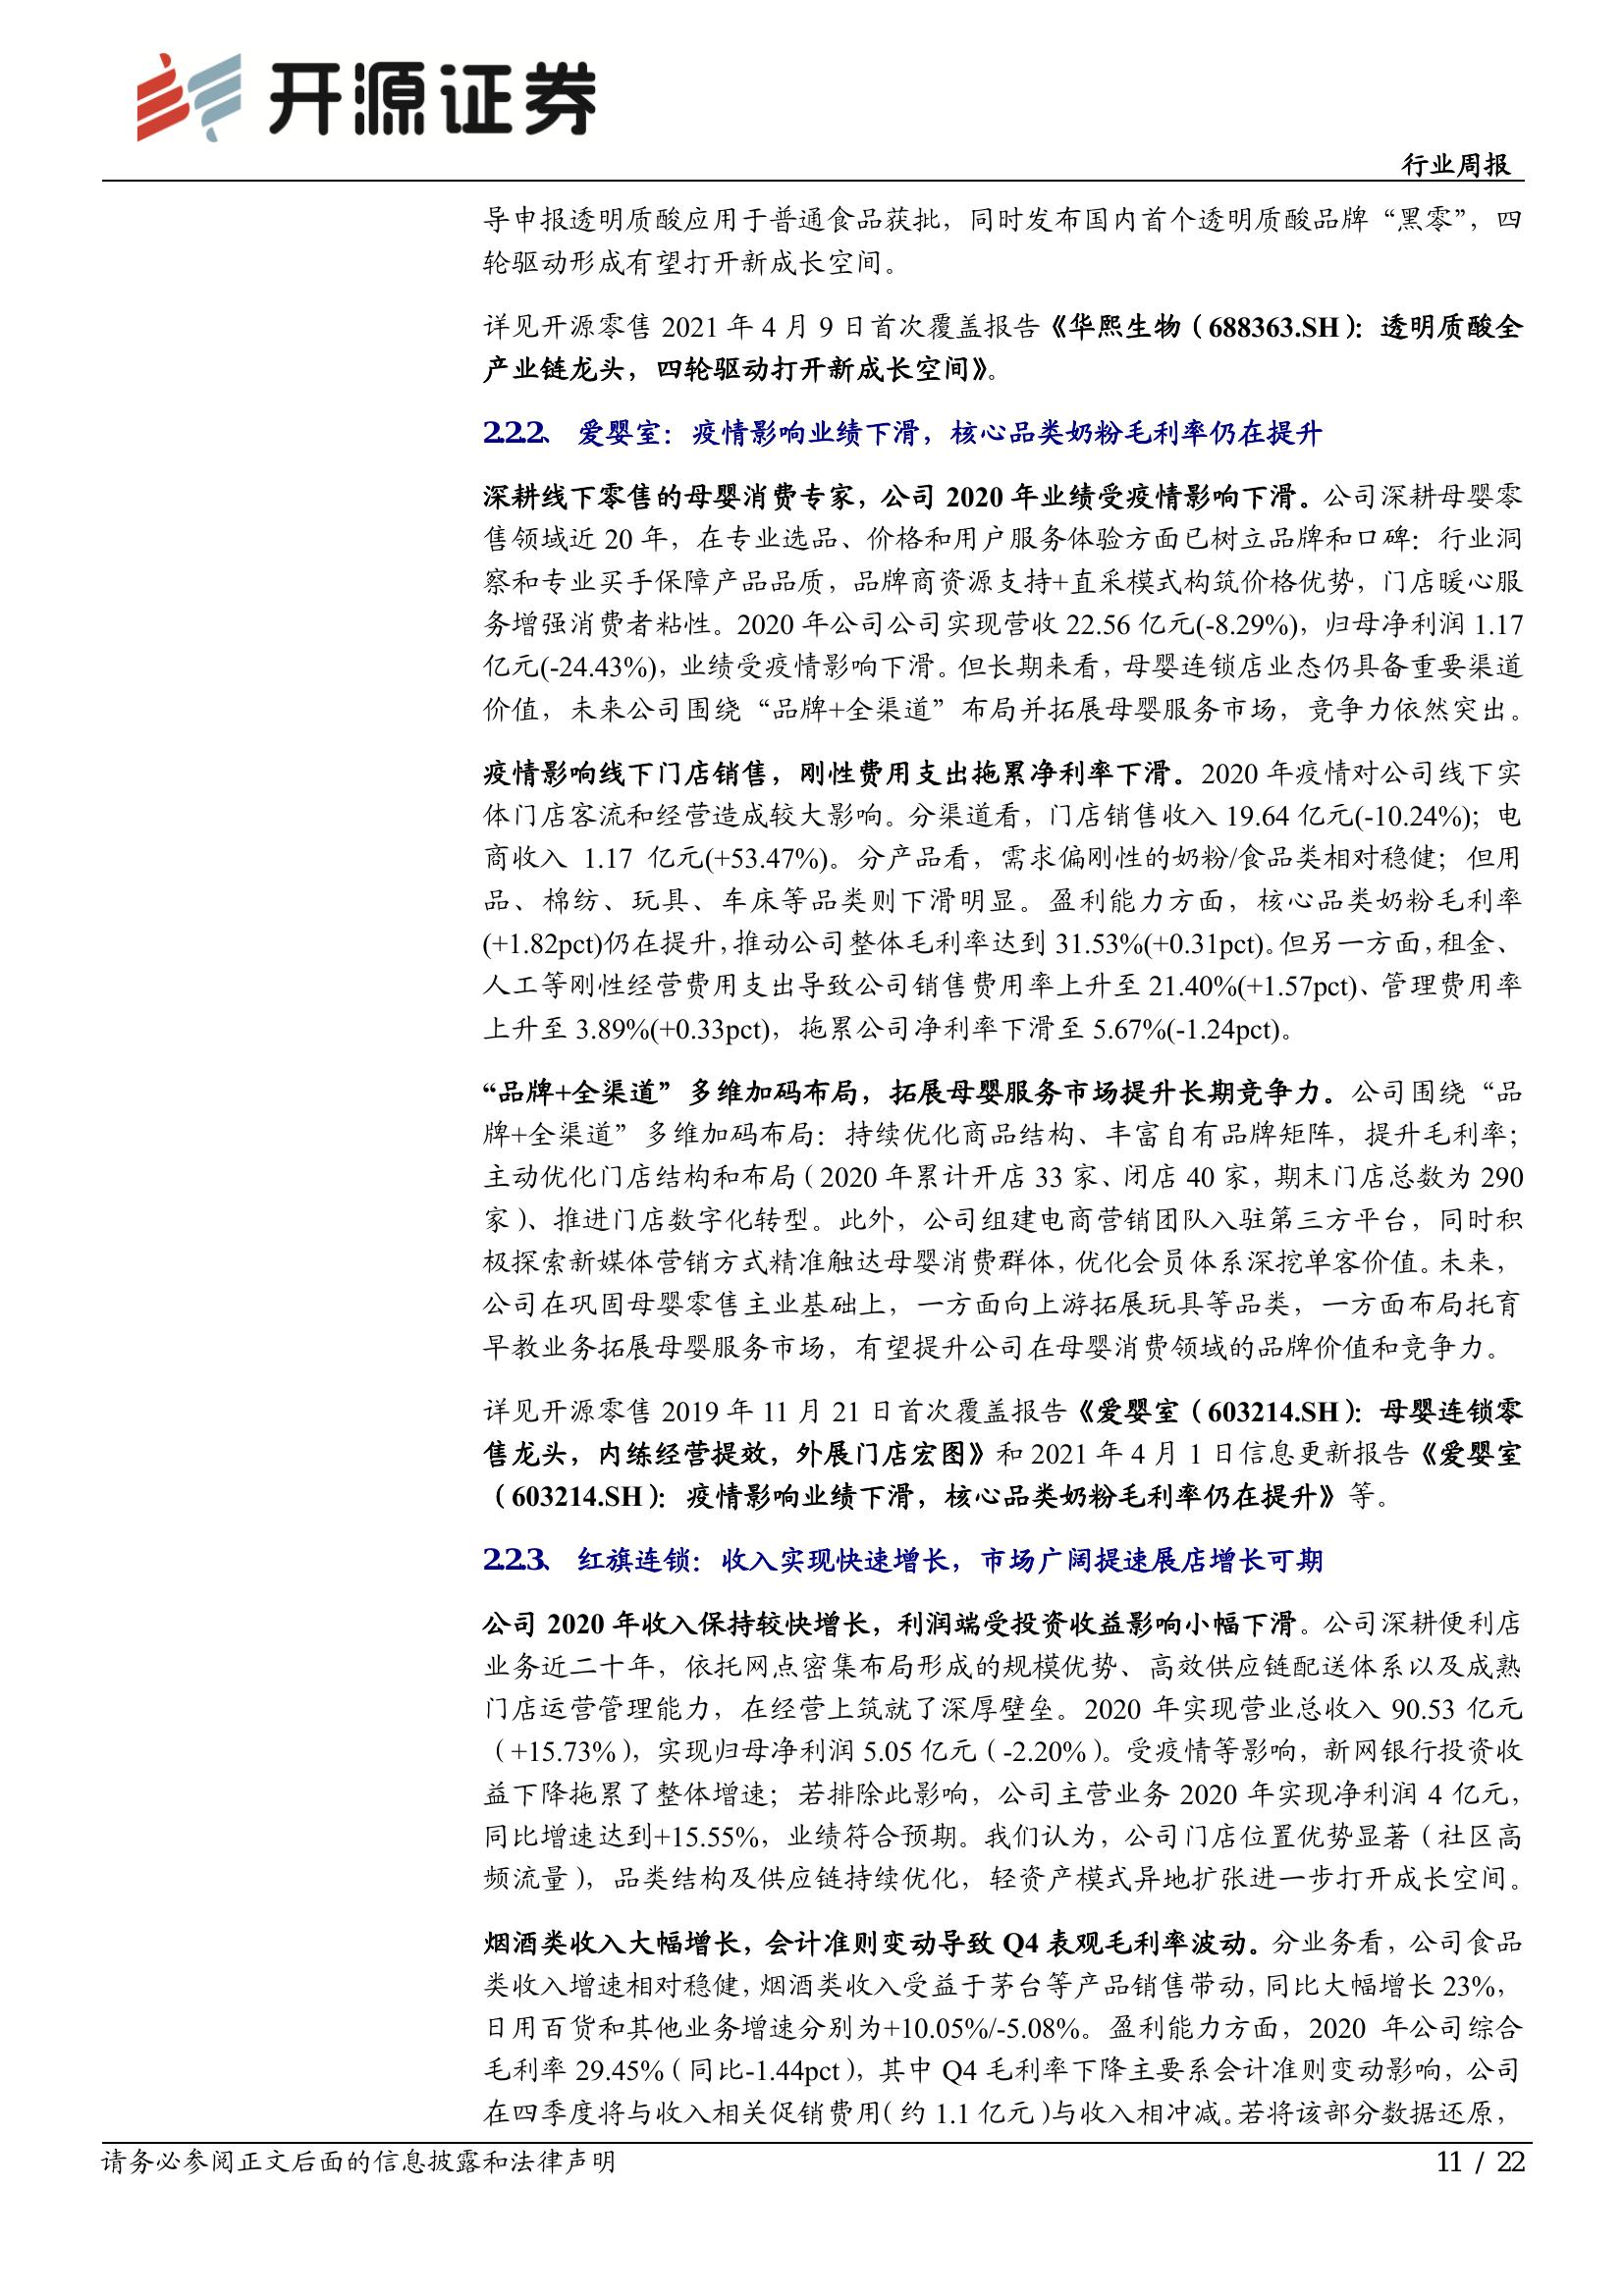 开源证券
行业周报
导申报透明质酸应用于普通食品获批，同时发布国内首个透明质酸品牌“黑零”，四
轮驱动形成有望打开新成长空间。
详见开源零售 2021 年 4 月 9 日首次覆盖报告《华熙生物（688363.SH）：透明质酸全
产业链龙头，四轮驱动打开新成长空间》。
2.2.2、 爱婴室：疫情影响业绩下滑，核心品类奶粉毛利率仍在提升
深耕线下零售的母婴消费专家，公司 2020 年业绩受疫情影响下滑。公司深耕母婴零
售领域近 20 年，在专业选品、价格和用户服务体验方面已树立品牌和口碑：行业洞
察和专业买手保障产品品质，品牌商资源支持+直采模式构筑价格优势，门店暖心服
务增强消费者粘性。2020 年公司公司实现营收 22.56 亿元(-8.29%)，归母净利润 1.17
亿元(-24.43%)，业绩受疫情影响下滑。但长期来看，母婴连锁店业态仍具备重要渠道
价值，未来公司围绕“品牌+全渠道”布局并拓展母婴服务市场，竞争力依然突出。
疫情影响线下门店销售，刚性费用支出拖累净利率下滑。2020 年疫情对公司线下实
体门店客流和经营造成较大影响。分渠道看，门店销售收入 19.64 亿元(-10.24%)；电
商收入 1.17 亿元(+53.47%)。分产品看，需求偏刚性的奶粉/食品类相对稳健；但用
品、棉纺、玩具、车床等品类则下滑明显。盈利能力方面，核心品类奶粉毛利率
(+1.82pct)仍在提升，推动公司整体毛利率达到 31.53%(+0.31pct)。但另一方面，租金、
人工等刚性经营费用支出导致公司销售费用率上升至 21.40%(+1.57pct)、管理费用率
上升至 3.89%(+0.33pct)，拖累公司净利率下滑至 5.67%(-1.24pct)。
“品牌+全渠道”多维加码布局，拓展母婴服务市场提升长期竞争力。公司围绕“品
牌+全渠道”多维加码布局：持续优化商品结构、丰富自有品牌矩阵，提升毛利率；
主动优化门店结构和布局（2020 年累计开店 33 家、闭店 40 家，期末门店总数为 290
家）、推进门店数字化转型。此外，公司组建电商营销团队入驻第三方平台，同时积
极探索新媒体营销方式精准触达母婴消费群体，优化会员体系深挖单客价值。未来，
公司在巩固母婴零售主业基础上，一方面向上游拓展玩具等品类，一方面布局托育
早教业务拓展母婴服务市场，有望提升公司在母婴消费领域的品牌价值和竞争力。
详见开源零售 2019 年 11 月 21 日首次覆盖报告《爱婴室（603214.SH）：母婴连锁零
售龙头，内练经营提效，外展门店宏图》和 2021 年 4 月 1 日信息更新报告《爱婴室
（603214.SH）：疫情影响业绩下滑，核心品类奶粉毛利率仍在提升》等。
2.2.3、 红旗连锁：收入实现快速增长，市场广阔提速展店增长可期
公司 2020 年收入保持较快增长，利润端受投资收益影响小幅下滑。公司深耕便利店
业务近二十年，依托网点密集布局形成的规模优势、高效供应链配送体系以及成熟
门店运营管理能力，在经营上筑就了深厚壁垒。2020 年实现营业总收入 90.53 亿元
（+15.73%），实现归母净利润 5.05 亿元（-2.20%）。受疫情等影响，新网银行投资收
益下降拖累了整体增速；若排除此影响，公司主营业务 2020 年实现净利润 4 亿元，
同比增速达到+15.55%，业绩符合预期。我们认为，公司门店位置优势显著（社区高
频流量），品类结构及供应链持续优化，轻资产模式异地扩张进一步打开成长空间。
烟酒类收入大幅增长，会计准则变动导致 Q4 表观毛利率波动。分业务看，公司食品
类收入增速相对稳健，烟酒类收入受益于茅台等产品销售带动，同比大幅增长 23%，
日用百货和其他业务增速分别为+10.05%/-5.08%。盈利能力方面，2020 年公司综合
毛利率 29.45%（同比-1.44pct），其中 Q4 毛利率下降主要系会计准则变动影响，公司
在四季度将与收入相关促销费用（约 1.1 亿元）与收入相冲减。若将该部分数据还原，
请务必参阅正文后面的信息披露和法律声明
11 / 22